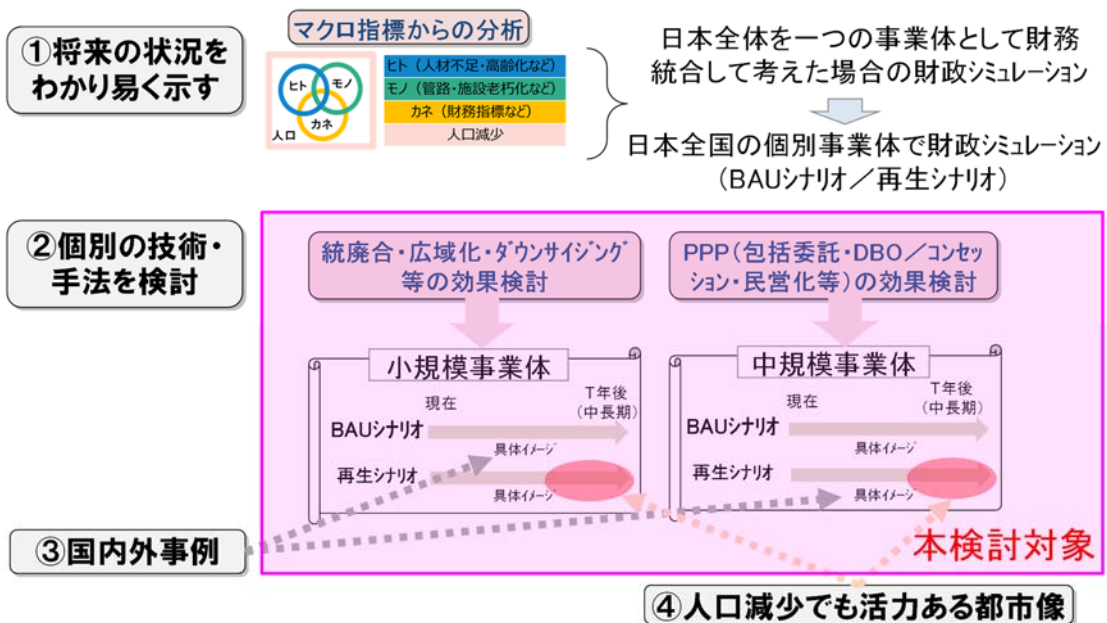 ①将来の状況を
わかり易く示す
マクロ指標からの分析
ヒト
モノ
カネ
人口
ヒト（人材不足・高齢化など）
モノ（管路・施設老朽化など）
カネ（財務指標など）
人口減少
日本全体を一つの事業体として財務
統合して考えた場合の財政ｼﾐｭﾚｰｼｮﾝ
日本全国の個別事業体で財政ｼﾐｭﾚｰｼｮﾝ
（BAUｼﾅﾘｵ／再生ｼﾅﾘｵ）
②個別の技術・
手法を検討
統廃合・広域化・ﾀﾞｳﾝｻｲｼﾞﾝｸﾞ
等の効果検討
PPP（包括委託・DBO／ｺﾝｾｯ
ｼｮﾝ・民営化等）の効果検討
小規模事業体
現在
T年後
（中長期）
BAUｼﾅﾘｵ
具体ｲﾒｰｼﾞ
再生ｼﾅﾘｵ
具体ｲﾒｰｼﾞ
中規模事業体
現在
T年後
（中長期）
BAUｼﾅﾘｵ
具体ｲﾒｰｼﾞ
再生ｼﾅﾘｵ
具体ｲﾒｰｼﾞ
③国内外事例
本検討対象
④人口減少でも活力ある都市像